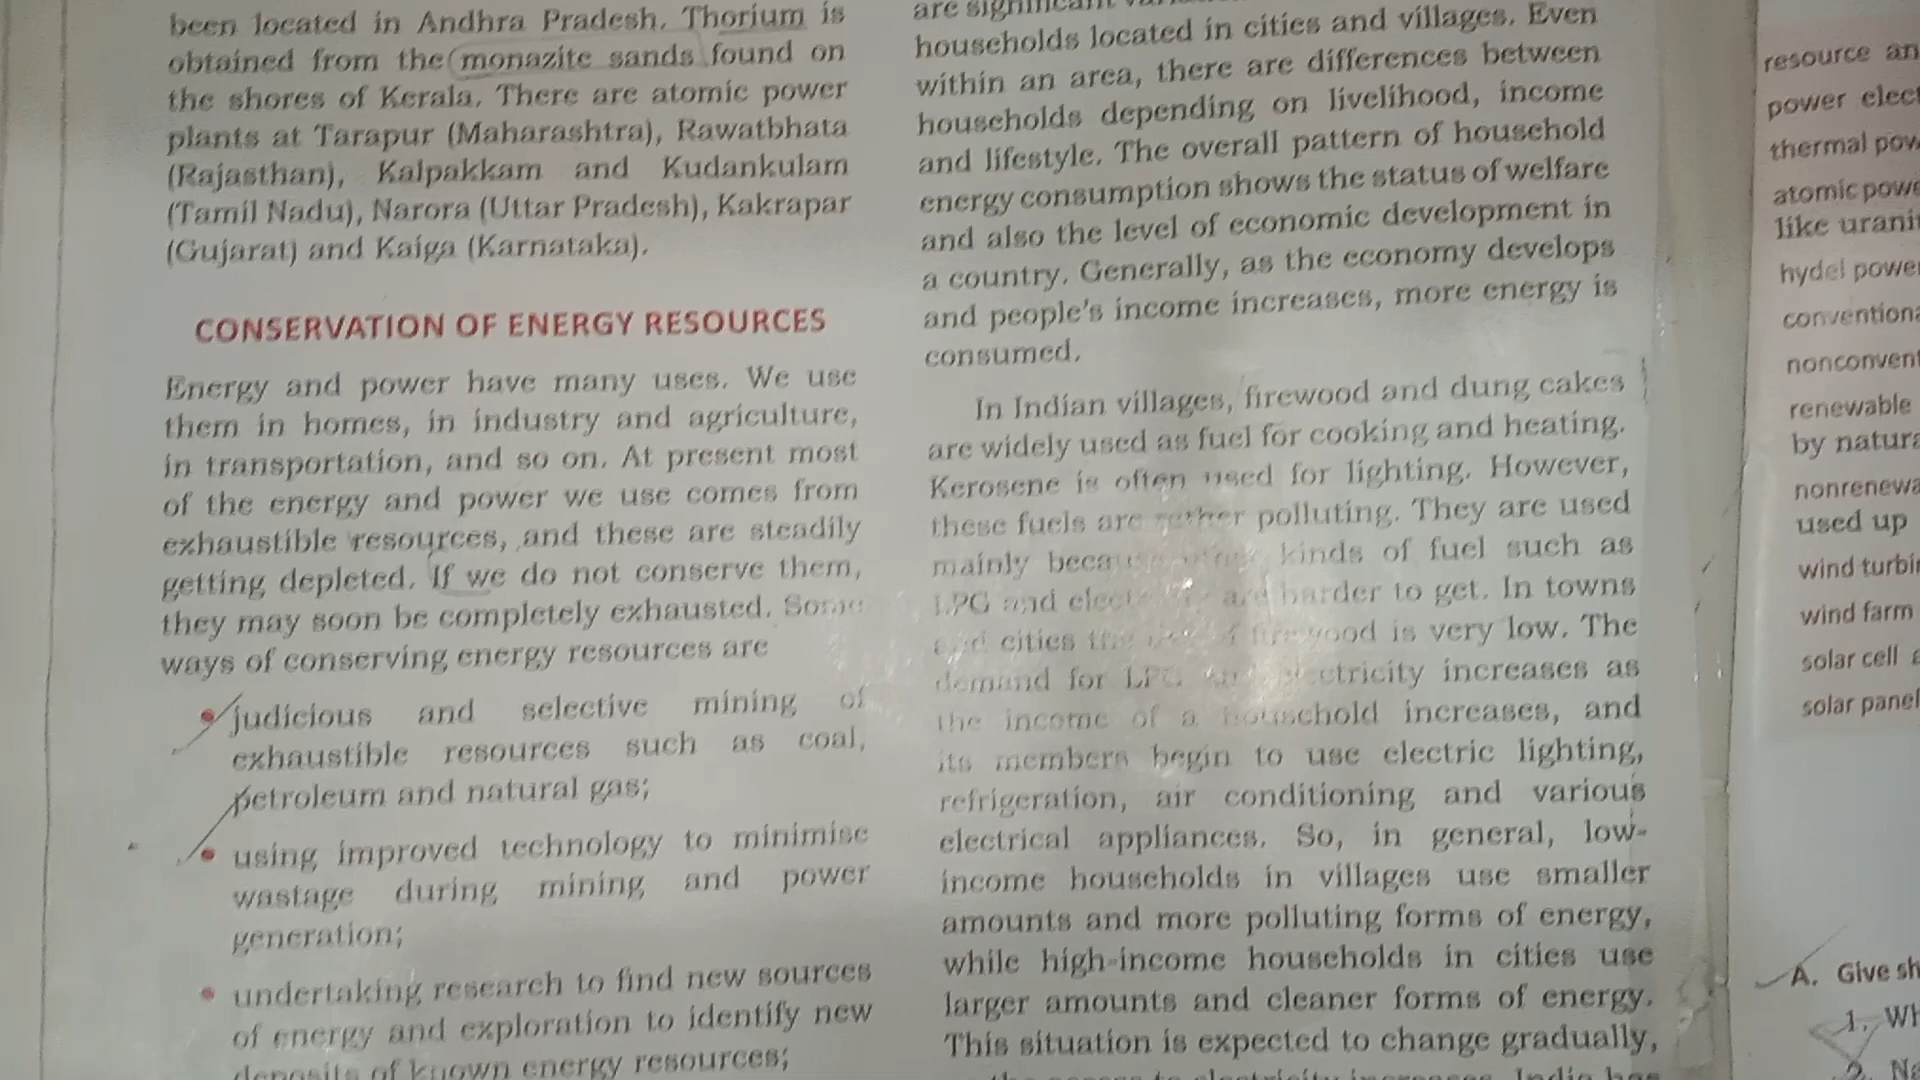 been located in Andhra Pradesh. Thorium is
obtained from the monazite sands found on
the shores of Kerala. There are atomic power
plants at Tarapur (Maharashtra), Rawatbhata
(Rajasthan), Kalpakkam and Kudankulam
(Tamil Nadu), Narora (Uttar Pradesh), Kakrapar
(Gujarat) and Kaiga (Karnataka).
CONSERVATION OF ENERGY RESOURCES
Energy and power have many uses. We use
them in homes, in industry and agriculture,
in transportation, and so on. At present most
of the energy and power we use comes from
exhaustible resources, and these are steadily
getting depleted. If we do not conserve them,
they may soon be completely exhausted. Some
ways of conserving energy resources are
• judicious and selective mining of
exhaustible resources such as coal,
petroleum and natural gas;
• using improved technology to minimise
wastage during mining and power
generation;
• undertaking research to find new sources
of energy and exploration to identify new
deposits of known energy resources;
are significant
households located in cities and villages. Even
within an area, there are differences between
households depending on livelihood, income
and lifestyle. The overall pattern of household
energy consumption shows the status of welfare
and also the level of economic development in
a country. Generally, as the economy develops
and people's income increases, more energy is
consumed.
In Indian villages, firewood and dung cakes
are widely used as fuel for cooking and heating.
Kerosene is often used for lighting. However,
these fuels are rather polluting. They are used
mainly because other kinds of fuel such as
LPG and electricity are harder to get. In towns
and cities the use of firewood is very low. The
demand for LPG and electricity increases as
the income of a household increases, and
its members begin to use electric lighting,
refrigeration, air conditioning and various
electrical appliances. So, in general, low-
income households in villages use smaller
amounts and more polluting forms of energy,
while high-income households in cities use
larger amounts and cleaner forms of energy.
This situation is expected to change gradually,
electricity increases. India has
resource an
power elect
thermal pow
atomic powe
like urani
hydel power
conventiona
nonconvent
renewable
by natura
nonrenewa
used up
wind turbin
wind farm
solar cell
solar panel
A. Give sh
1. Wh
2. Na